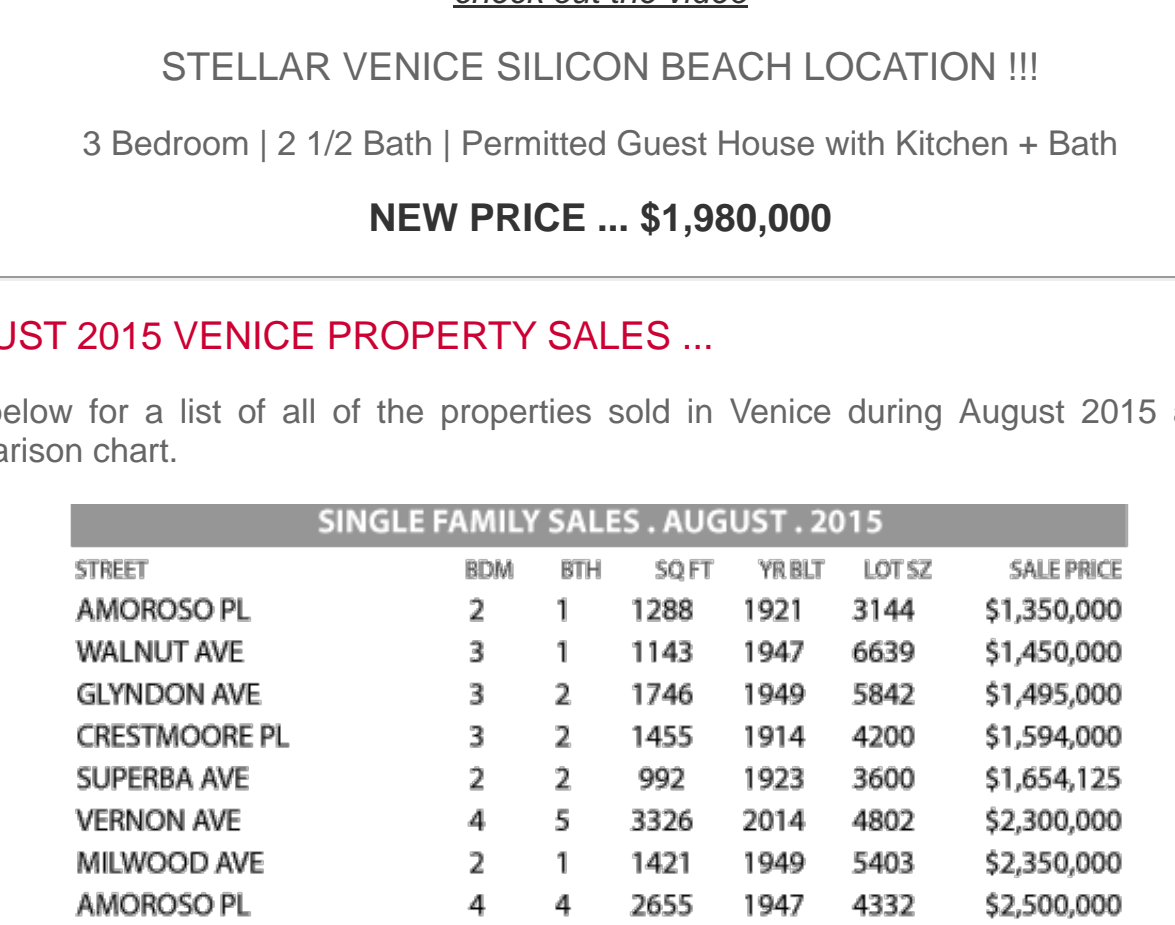 check out the video
STELLAR VENICE SILICON BEACH LOCATION !!!
3 Bedroom | 2 1/2 Bath | Permitted Guest House with Kitchen + Bath
NEW PRICE ... $1,980,000
UST 2015 VENICE PROPERTY SALES ...
below for a list of all of the properties sold in Venice during August 2015
arison chart.
SINGLE FAMILY SALES . AUGUST . 2015
STREET BDM BTH SQ FT YR BLT LOT SZ SALE PRICE
AMOROSO PL 2 1 1288 1921 3144 $1,350,000
WALNUT AVE 3 1 1143 1947 6639 $1,450,000
GLYNDON AVE 3 2 1746 1949 5842 $1,495,000
CRESTMOORE PL 3 2 1455 1914 4200 $1,594,000
SUPERBA AVE 2 2 992 1923 3600 $1,654,125
VERNON AVE 4 5 3326 2014 4802 $2,300,000
MILWOOD AVE 2 1 1421 1949 5403 $2,350,000
AMOROSO PL 4 4 2655 1947 4332 $2,500,000